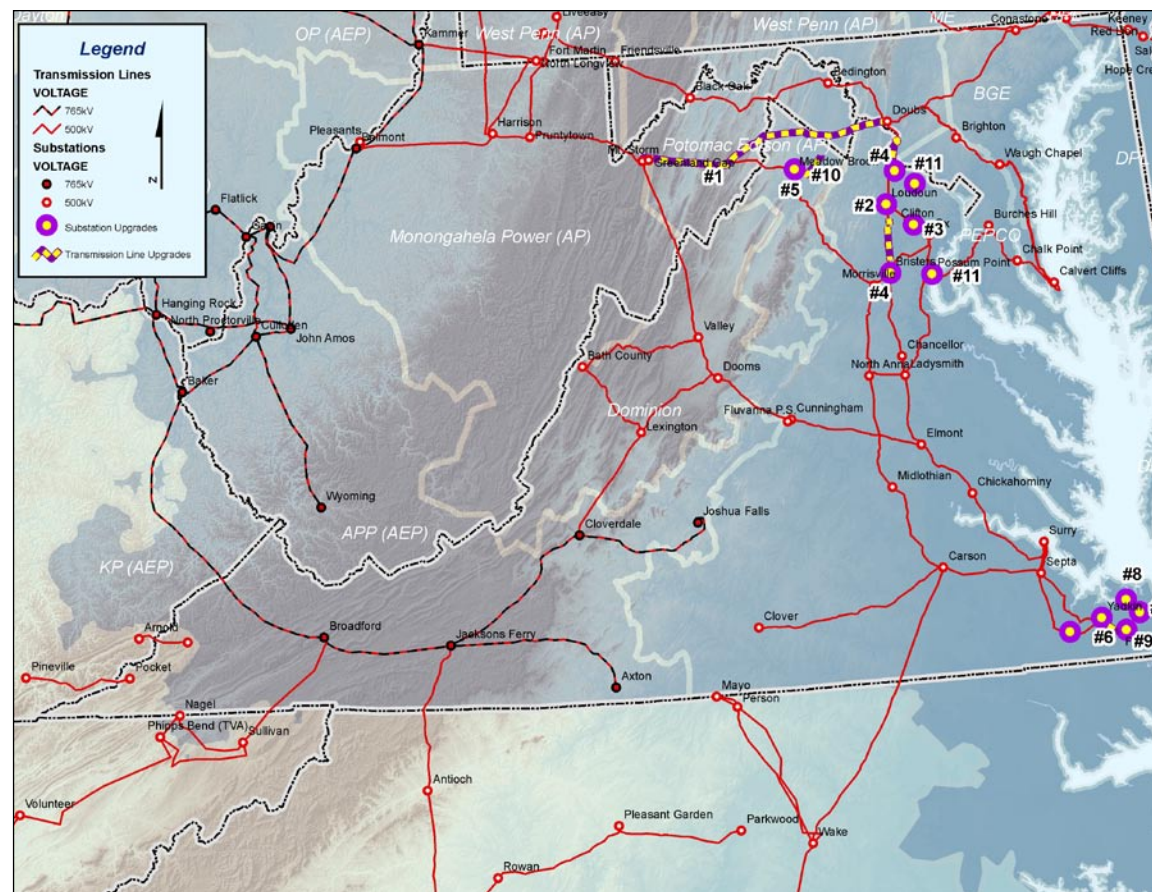 Dayton
Legend
Transmission Lines
VOLTAGE
765kV
500kV
Substations
VOLTAGE
765kV
500kV
Substation Upgrades
Transmission Line Upgrades
N
OP (AEP)
Kammer
West Penn (AP)
Fort Martin
North Longview
Friendsville
West Penn (AP)
ME
Conastone
Keeney
Red Lion
Hope Cre
Black Oak
Bedington
BGE
Doubs
Brighton
Pleasants
Belmont
Harrison
Pruntytown
Mt Storm
Greenland Gap
Potomac Edison (AP)
Waugh Chapel
#1
#5
#10
#4
#11
Loudoun
#2
Clifton
#3
PEPCO
Burches Hill
Chalk Point
Calvert Cliffs
Flatlick
Monongahela Power (AP)
Bristers
Possum Point
Morrisville
#4
#11
Hanging Rock
North Proctorville
Culloden
John Amos
Valley
Bath County
Chancellor
North Anna
Ladysmith
Baker
Dooms
Dominion
Fluvanna P.S.
Cunningham
Lexington
Elmont
Midlothian
Chickahominy
Wyoming
APP (AEP)
Cloverdale
Joshua Falls
Surry
Carson
Septa
KP (AEP)
#8
Yadkin
Clover
#6
#9
Broadford
Jacksons Ferry
Arnold
Pineville
Pocket
Axton
Mayo
Person
Nagel
Phipps Bend (TVA)
Sullivan
Antioch
Volunteer
Pleasant Garden
Parkwood
Wake
Rowan